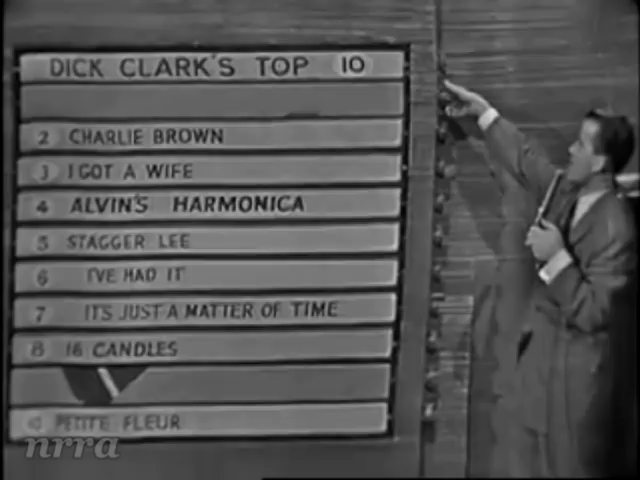 DICK CLARK'S TOP 10
2 CHARLIE BROWN
3 I GOT A WIFE
4 ALVIN'S HARMONICA
5 STAGGER LEE
6 I'VE HAD IT
7 IT'S JUST A MATTER OF TIME
8 16 CANDLES
10 PETITE FLEUR
nrra